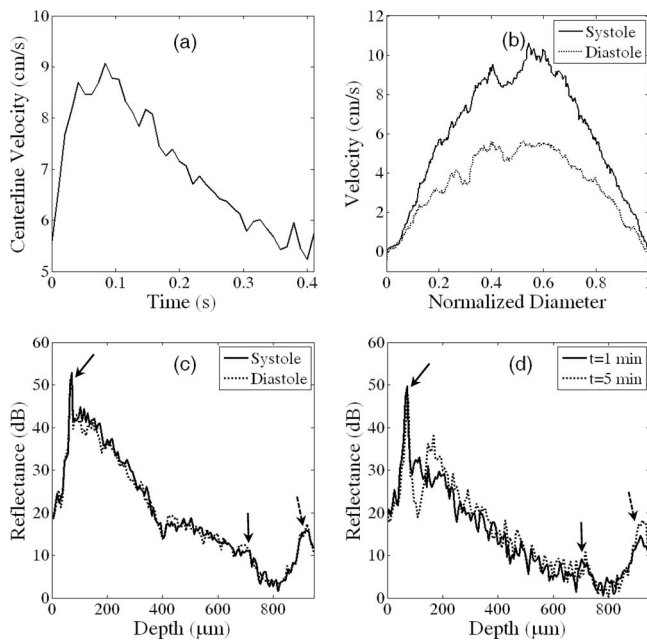 (a)
Centerline Velocity (cm/s)
9
8
7
6
5
10
0
0.1
0.2
0.3
0.4
Time (s)
(b)
Systole
Diastole
Velocity (cm/s)
12
10
8
6
4
2
0
0
0.2
0.4
0.6
0.8
1
Normalized Diameter
(c)
Systole
Diastole
Reflectance (dB)
60
50
40
30
20
10
0
0
200
400
600
800
Depth (μm)
(d)
t=1 min
t=5 min
Reflectance (dB)
60
50
40
30
20
10
0
0
200
400
600
800
Depth (μm)